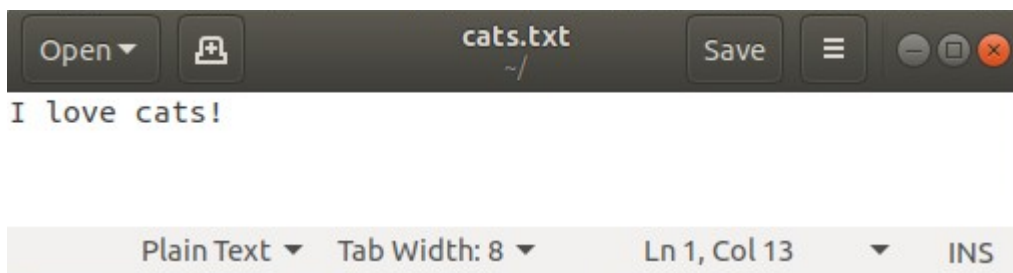 Open cats.txt Save
~/
I love cats!
Plain Text Tab Width: 8 Ln 1, Col 13 INS